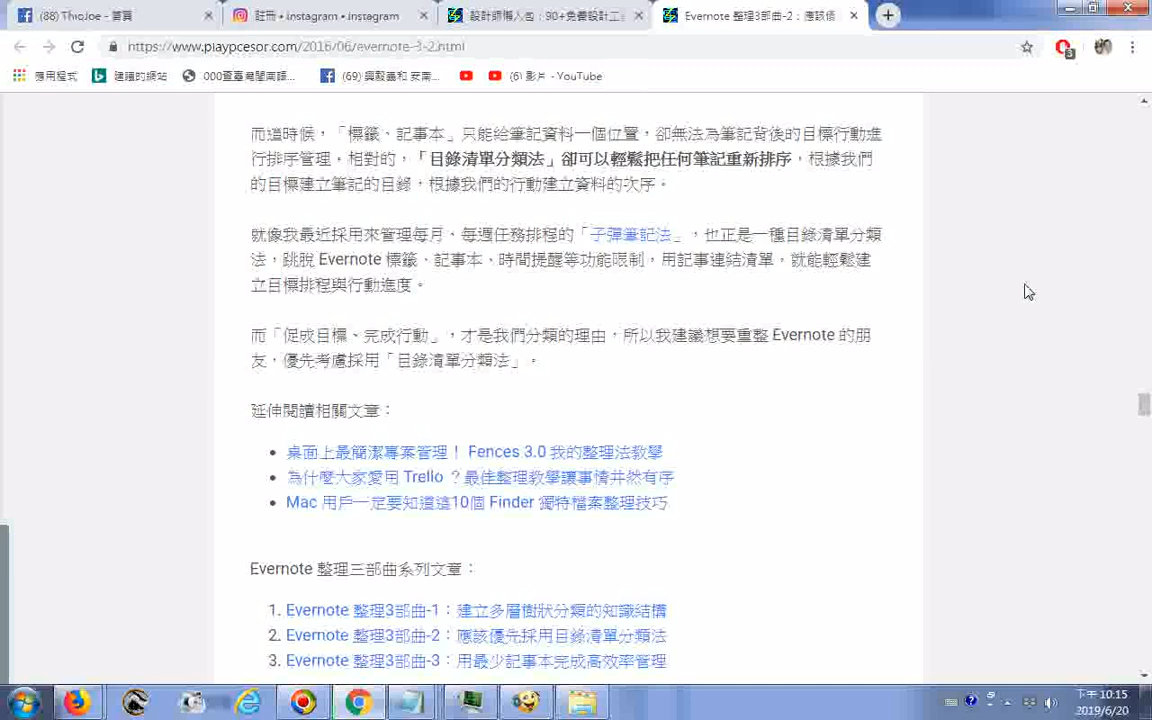 (88) ThioJoe - 首頁
註冊 • Instagram • Instagram
設計師懶人包：90+免費設計工
Evernote 整理3部曲-2：應該優
https://www.playpcesor.com/2016/06/evernote-3-2.html
應用程式
建議的網站
(6) 影片 - YouTube
3
而這時候，「標籤、記事本」只能給筆記資料一個位置，卻無法為筆記背後的目標行動進
行排序管理。相對的，「目錄清單分類法」卻可以輕鬆把任何筆記重新排序，根據我們
的目標建立筆記的目錄，根據我們的行動建立資料的次序。
就像我最近採用來管理每月、每週任務排程的「子彈筆記法」，也正是一種目錄清單分類
法，跳脫 Evernote 標籤、記事本、時間提醒等功能限制，用記事連結清單，就能輕鬆建
立目標排程與行動進度。
而「促成目標、完成行動」，才是我們分類的理由，所以我建議想要重整 Evernote 的朋
友，優先考慮採用「目錄清單分類法」。
延伸閱讀相關文章：
桌面上最簡潔專案管理！ Fences 3.0 我的整理法教學
為什麼大家愛用 Trello ？最佳整理教學讓事情井然有序
Mac 用戶一定要知道這10個 Finder 獨特檔案整理技巧
Evernote 整理三部曲系列文章：
1. Evernote 整理3部曲-1：建立多層樹狀分類的知識結構
2. Evernote 整理3部曲-2：應該優先採用目錄清單分類法
3. Evernote 整理3部曲-3：用最少記事本完成高效率管理
下午 10:15
2019/6/20